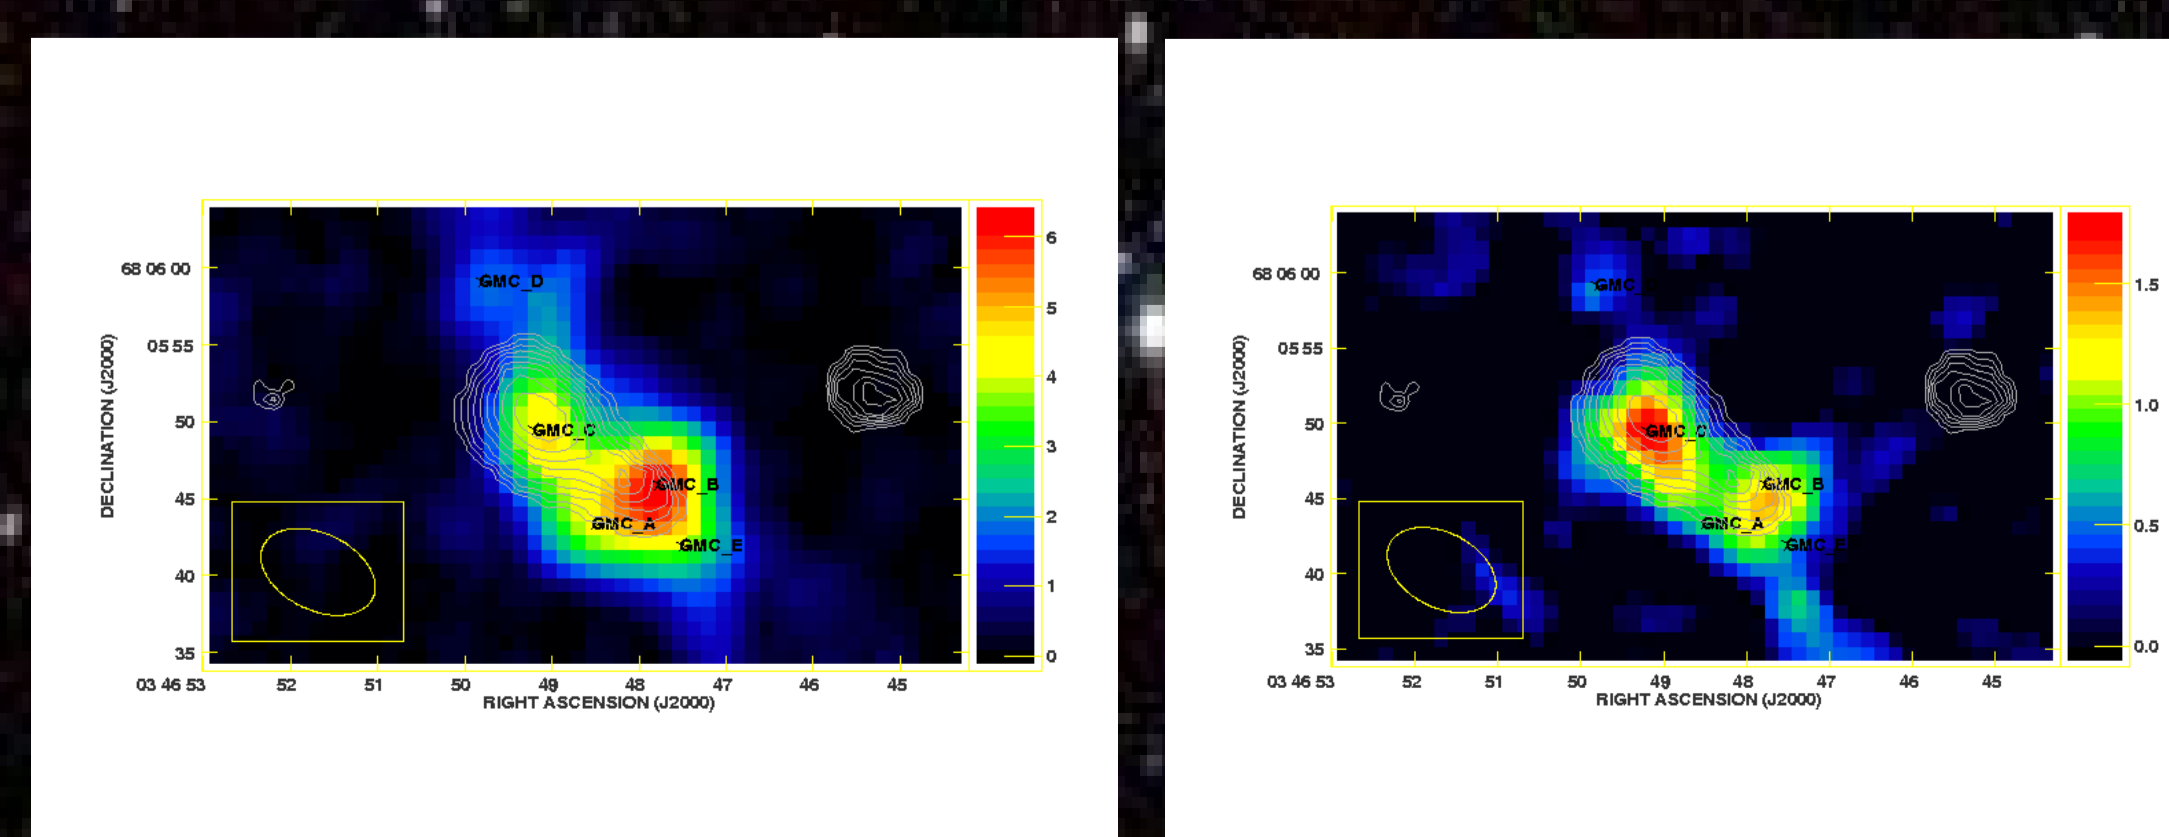 DECLINATION (J2000)
68 06 00
05 55
50
45
40
35
GMC_D
GMC_C
GMC_B
GMC_A
GMC_E
6
5
4
3
2
1
0
03 46 53 52 51 50 49 48 47 46 45
RIGHT ASCENSION (J2000)
DECLINATION (J2000)
68 06 00
05 55
50
45
40
35
GMC_
GMC_C
GMC_B
GMC_A
GMC_E
1.5
1.0
0.5
0.0
03 46 53 52 51 50 49 48 47 46 45
RIGHT ASCENSION (J2000)